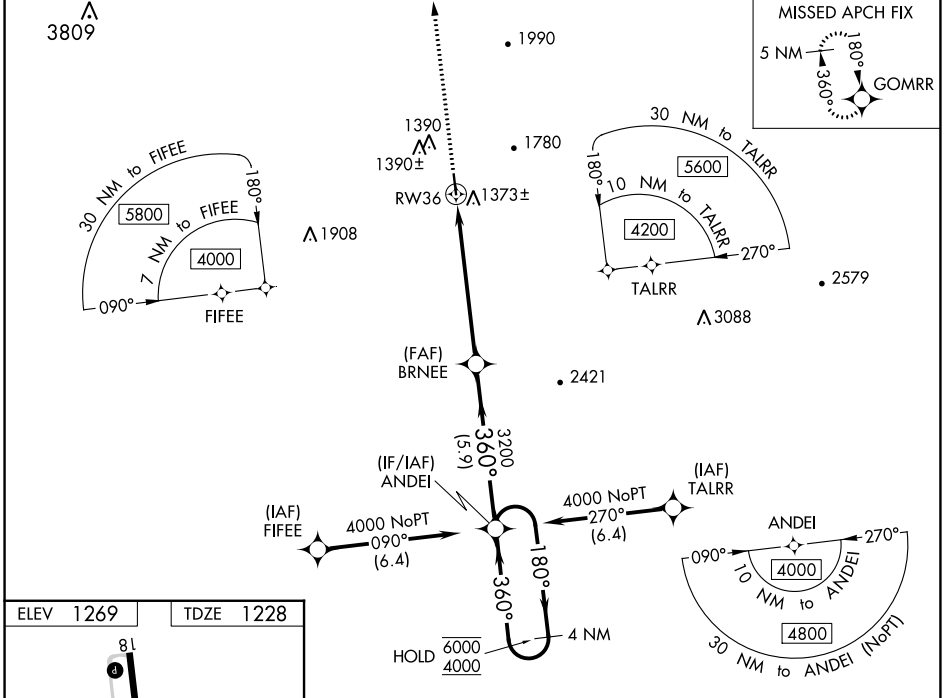 3809
1990
MISSED APCH FIX
5 NM
180°
360°
GOMRR
1390
1390±
1780
RW36
1373±
30 NM to FIFEE
180°
5800
7 NM to FIFEE
4000
090°
FIFEE
1908
30 NM to TALRR
180°
5600
10 NM to TALRR
4200
270°
TALRR
2579
3088
(FAF)
BRNEE
2421
3200
360°
(5.9)
(IF/IAF)
ANDEI
(IAF)
TALRR
4000 NoPT
270°
(6.4)
(IAF)
FIFEE
4000 NoPT
090°
(6.4)
180°
360°
4 NM
HOLD
6000
4000
ANDEI
090°
270°
4000
10 NM to ANDEI
4800
30 NM to ANDEI (NoPT)
ELEV 1269
TDZE 1228
18
P